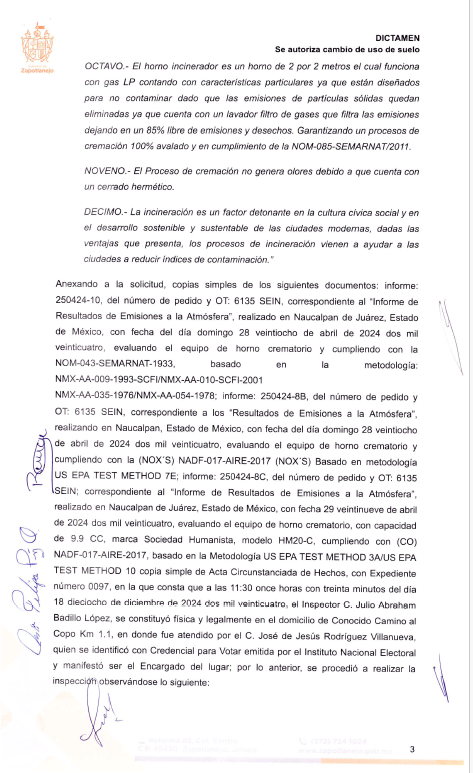 DICTAMEN
Se autoriza cambio de uso de suelo
Zapotlanejo
OCTAVO.- El horno incinerador es un horno de 2 por 2 metros el cual funciona
con gas LP contando con características particulares ya que están diseñados
para no contaminar dado que las emisiones de partículas sólidas quedan
eliminadas ya que cuenta con un lavador filtro de gases que filtra las emisiones
dejando en un 85% libre de emisiones y desechos. Garantizando un procesos de
cremación 100% avalado y en cumplimiento de la NOM-085-SEMARNAT/2011.
NOVENO.- El Proceso de cremación no genera olores debido a que cuenta con
un cerrado hermético.
DECIMO.- La incineración es un factor detonante en la cultura cívica social y en
el desarrollo sostenible y sustentable de las ciudades modernas, dadas las
ventajas que presenta, los procesos de incineración vienen a ayudar a las
ciudades a reducir índices de contaminación."
Anexando a la solicitud, copias simples de los siguientes documentos: informe:
250424-10, del número de pedido y OT: 6135 SEIN, correspondiente al "Informe de
Resultados de Emisiones a la Atmósfera", realizado en Naucalpan de Juárez, Estado
de México, con fecha del día domingo 28 veintiocho de abril de 2024 dos mil
veinticuatro, evaluando el equipo de horno crematorio y cumpliendo con la
NOM-043-SEMARNAT-1933, basado en la metodología:
NMX-AA-009-1993-SCFI/NMX-AA-010-SCFI-2001
NMX-AA-035-1976/NMX-AA-054-1978; informe: 250424-8B, del número de pedido y
OT: 6135 SEIN, correspondiente a los "Resultados de Emisiones a la Atmósfera",
realizando en Naucalpan, Estado de México, con fecha del día domingo 28 veintiocho
de abril de 2024 dos mil veinticuatro, evaluando el equipo de horno crematorio y
cumpliendo con la (NOX´S) NADF-017-AIRE-2017 (NOX´S) Basado en metodología
US EPA TEST METHOD 7E; informe: 250424-8C, del número de pedido y OT: 6135
SEIN; correspondiente al "Informe de Resultados de Emisiones a la Atmósfera",
realizado en Naucalpan de Juárez, Estado de México, con fecha 29 veintinueve de
abril de 2024 dos mil veinticuatro, evaluando el equipo de horno crematorio, con capacidad
de 9.9 CC, marca Sociedad Humanista, modelo HM20-C, cumpliendo con (CO)
NADF-017-AIRE-2017, basado en la Metodología US EPA TEST METHOD 3A/US EPA
TEST METHOD 10 copia simple de Acta Circunstanciada de Hechos, con Expediente
número 0097, en la que consta que a las 11:30 once horas con treinta minutos del día
18 dieciocho de diciembre de 2024 dos mil veinticuatro, el Inspector C. Julio Abraham
Badillo López, se constituyó física y legalmente en el domicilio de Conocido Camino al
Copo Km 1.1, en donde fue atendido por el C. José de Jesús Rodríguez Villanueva,
quien se identificó con Credencial para Votar emitida por el Instituto Nacional Electoral
y manifestó ser el Encargado del lugar; por lo anterior, se procedió a realizar la
inspección observándose lo siguiente:
3